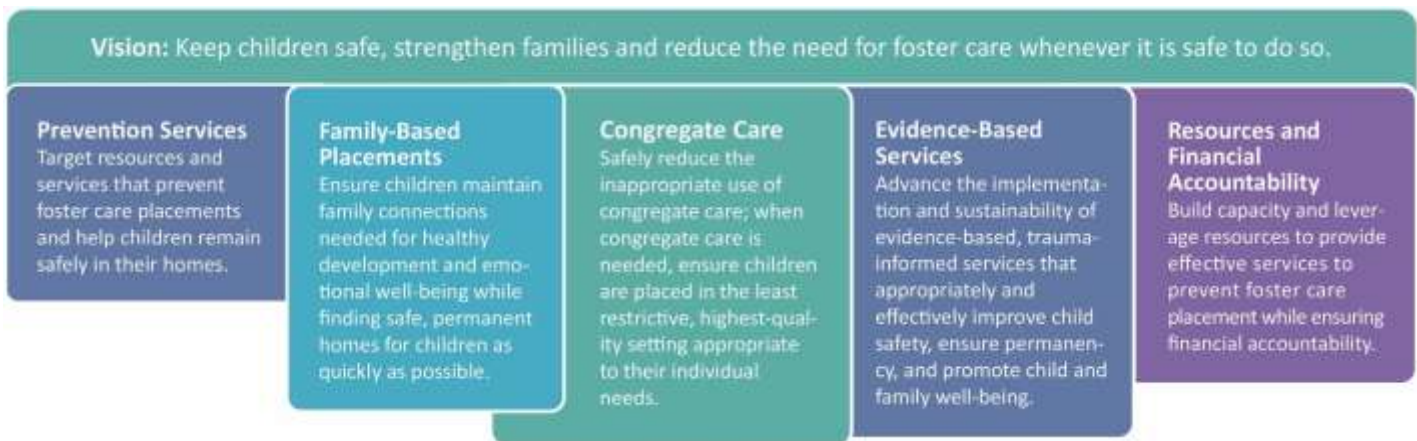 Vision: Keep children safe, strengthen families and reduce the need for foster care whenever it is safe to do so.
Prevention Services
Target resources and
services that prevent
foster care placements
and help children remain
safely in their homes.
Family-Based
Placements
Ensure children maintain
family connections
needed for healthy
development and emo-
tional well-being while
finding safe, permanent
homes for children as
quickly as possible.
Congregate Care
Safely reduce the
inappropriate use of
congregate care; when
congregate care is
needed, ensure children
are placed in the least
restrictive, highest-qual-
ity setting appropriate
to their individual
needs.
Evidence-Based
Services
Advance the implementa-
tion and sustainability of
evidence-based, trauma-
informed services that
appropriately and
effectively improve child
safety, ensure permanen-
cy, and promote child and
family well-being.
Resources and
Financial
Accountability
Build capacity and lever-
age resources to provide
effective services to
prevent foster care
placement while ensuring
financial accountability.